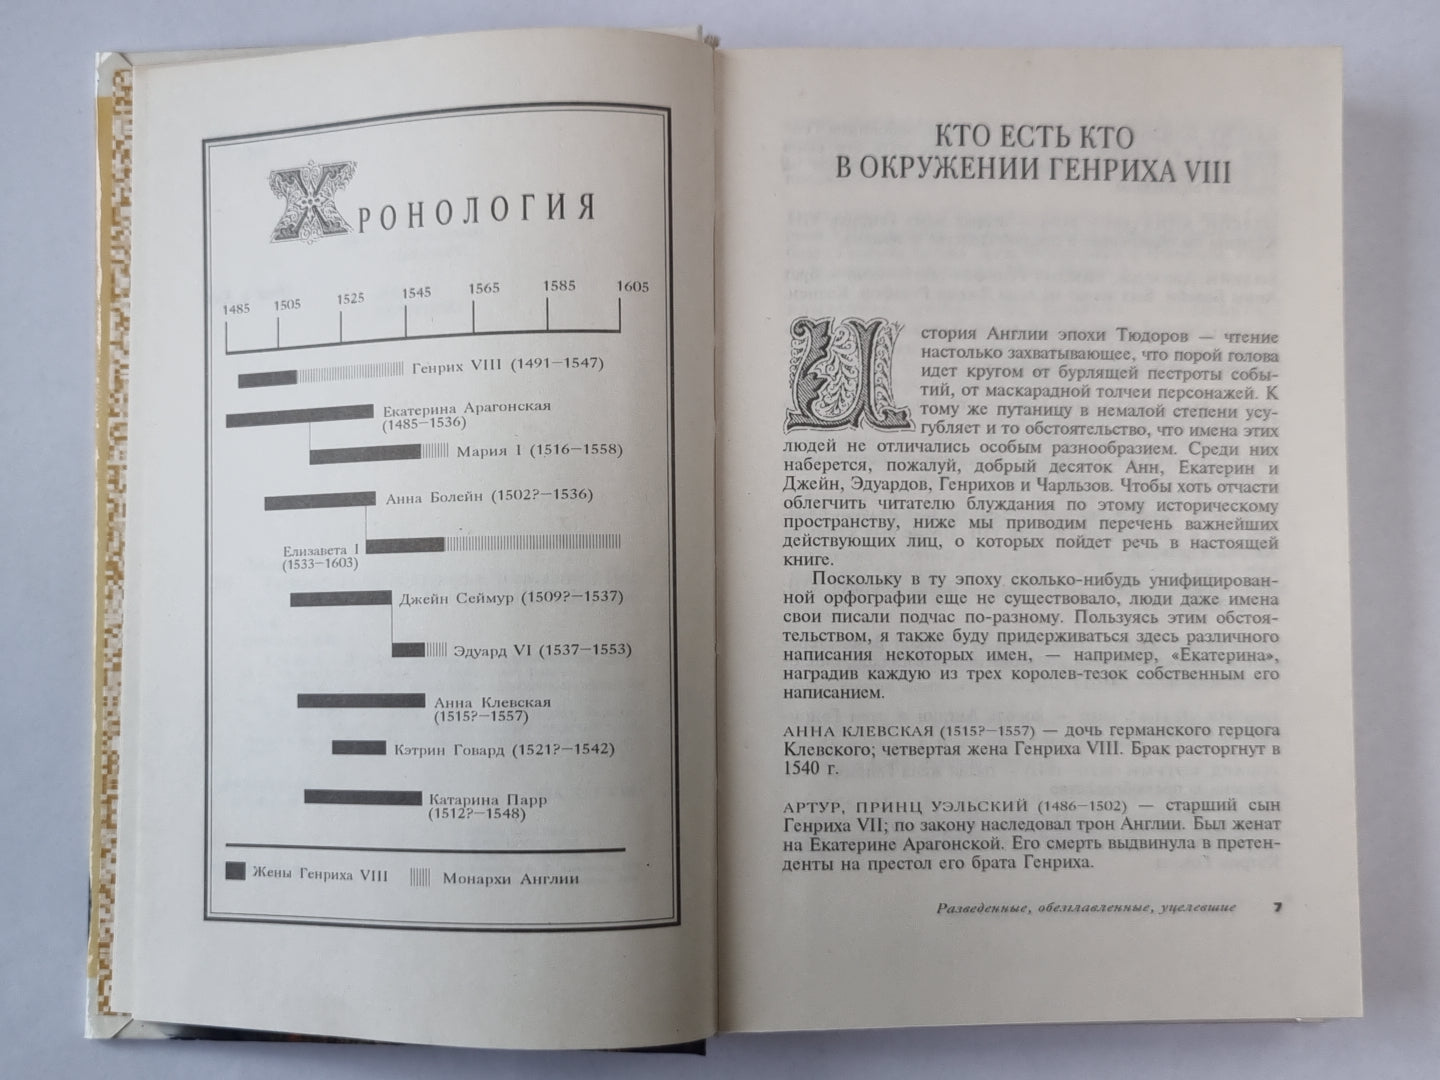 ХРОНОЛОГИЯ
1485 1505 1525 1545 1565 1585 1605
Генрих VIII (1491—1547)
Екатерина Арагонская
(1485—1536)
Мария I (1516—1558)
Анна Болейн (1502?—1536)
Елизавета I
(1533—1603)
Джейн Сеймур (1509?—1537)
Эдуард VI (1537—1553)
Анна Клевская
(1515?—1557)
Кэтрин Говард (1521?—1542)
Катарина Парр
(1512?—1548)
Жены Генриха VIII Монархи Англии
КТО ЕСТЬ КТО
В ОКРУЖЕНИИ ГЕНРИХА VIII
История Англии эпохи Тюдоров — чтение
настолько захватывающее, что порой голова
идет кругом от бурлящей пестроты собы-
тий, от маскарадной толчеи персонажей. К
тому же путаницу в немалой степени усу-
губляет и то обстоятельство, что имена этих
людей не отличались особым разнообразием. Среди них
наберется, пожалуй, добрый десяток Анн, Екатерин и
Джейн, Эдуардов, Генрихов и Чарльзов. Чтобы хоть отчасти
облегчить читателю блуждания по этому историческому
пространству, ниже мы приводим перечень важнейших
действующих лиц, о которых пойдет речь в настоящей
книге.
Поскольку в ту эпоху сколько-нибудь унифицирован-
ной орфографии еще не существовало, люди даже имена
свои писали подчас по-разному. Пользуясь этим обстоя-
тельством, я также буду придерживаться здесь различного
написания некоторых имен, — например, «Екатерина»,
наградив каждую из трех королев-тезок собственным его
написанием.
АННА КЛЕВСКАЯ (1515?—1557) — дочь германского герцога
Клевского; четвертая жена Генриха VIII. Брак расторгнут в
1540 г.
АРТУР, ПРИНЦ УЭЛЬСКИЙ (1486—1502) — старший сын
Генриха VII; по закону наследовал трон Англии. Был женат
на Екатерине Арагонской. Его смерть выдвинула в претен-
денты на престол его брата Генриха.
Разведенные, обезглавленные, уцелевшие 7